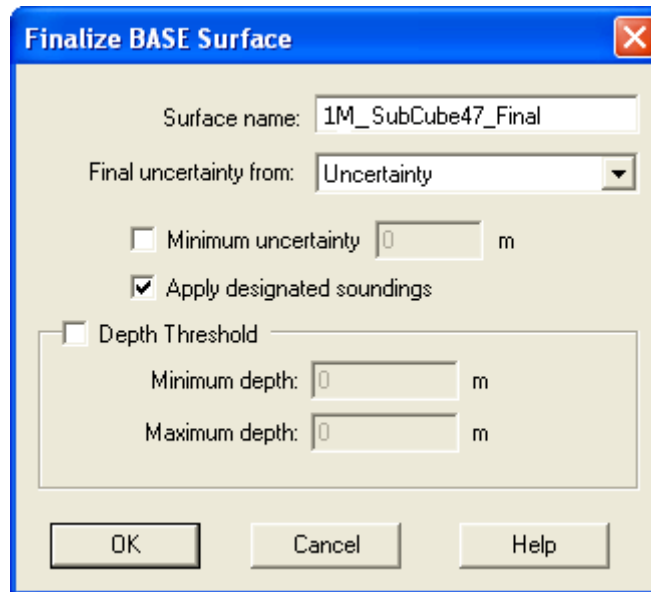 Finalize BASE Surface
Surface name: 1M_SubCube47_Final
Final uncertainty from: Uncertainty
Minimum uncertainty 0 m
Apply designated soundings
Depth Threshold
Minimum depth: 0 m
Maximum depth: 0 m
OK Cancel Help